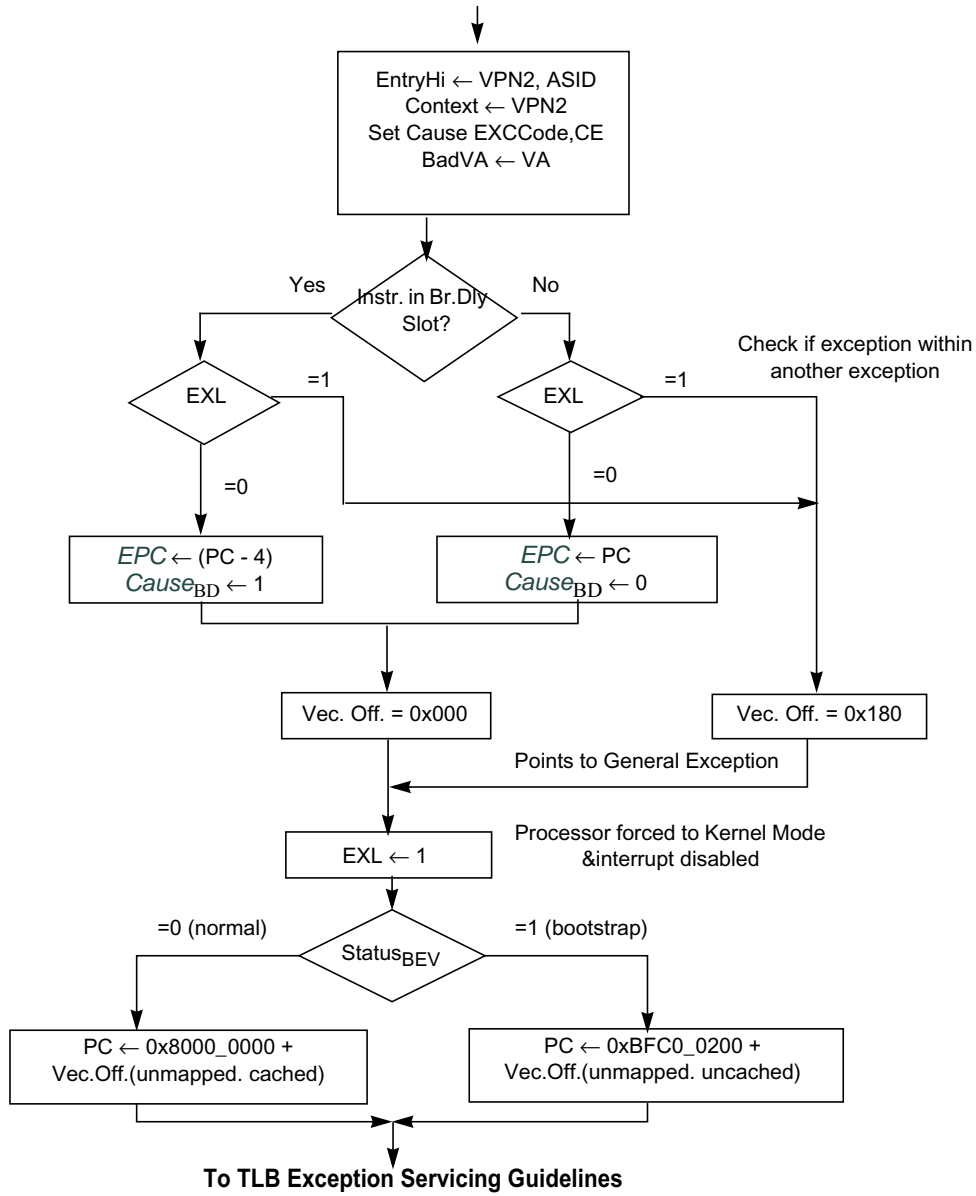 EntryHi ← VPN2, ASID
Context ← VPN2
Set Cause EXCCode,CE
BadVA ← VA
Yes
Instr. in Br.Dly
Slot?
No
Check if exception within
another exception
EXL
=1
EXL
=1
=0
=0
EPC ← (PC - 4)
CauseBD ← 1
EPC ← PC
CauseBD ← 0
Vec. Off. = 0x000
Vec. Off. = 0x180
Points to General Exception
EXL ← 1
Processor forced to Kernel Mode
&interrupt disabled
=0 (normal)
StatusBEV
=1 (bootstrap)
PC ← 0x8000_0000 +
Vec.Off.(unmapped. cached)
PC ← 0xBFC0_0200 +
Vec.Off.(unmapped. uncached)
To TLB Exception Servicing Guidelines